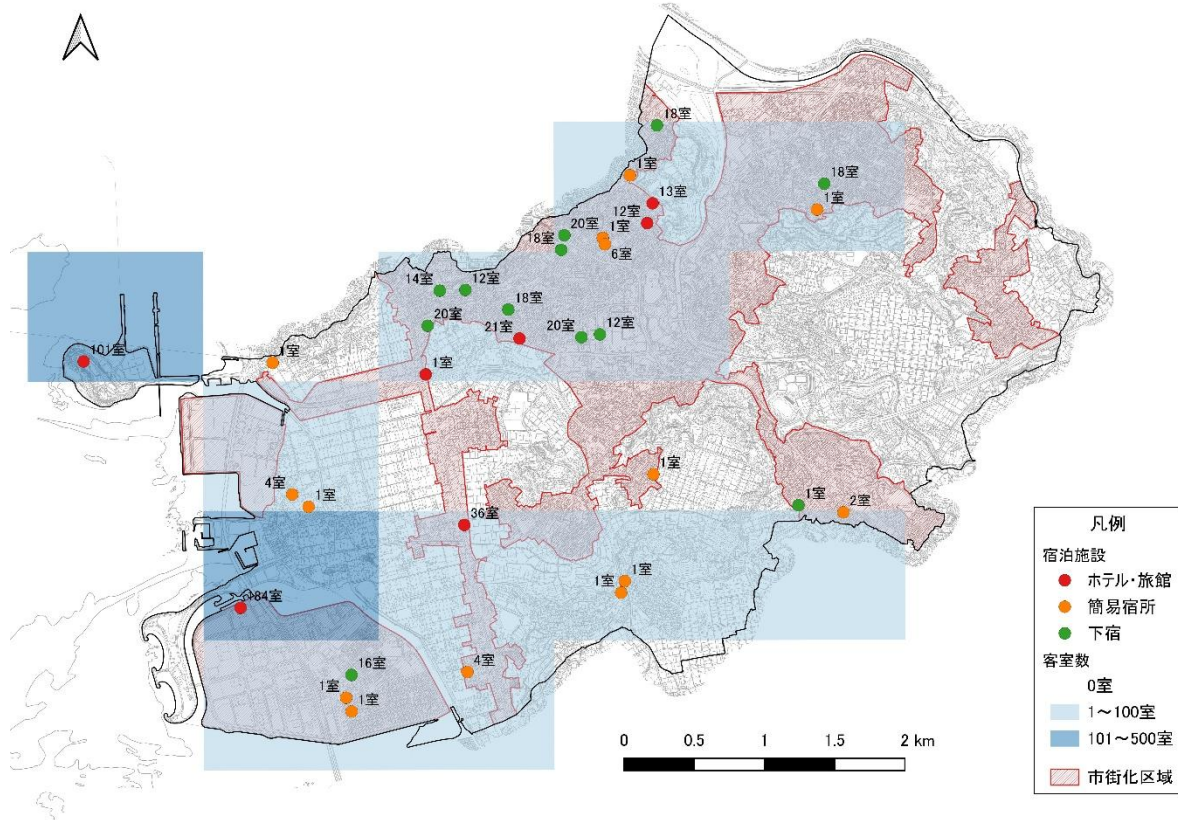 18室
1室
18室
13室
1室
12室
20室
1室
18室
6室
14室
12室
18室
20室
21室
20室
12室
101室
1室
1室
1室
4室
1室
1室
2室
36室
1室
1室
184室
16室
4室
1室
1室
0 0.5 1 1.5 2 km
凡例
宿泊施設
ホテル・旅館
簡易宿所
下宿
客室数
0室
1~100室
101~500室
市街化区域